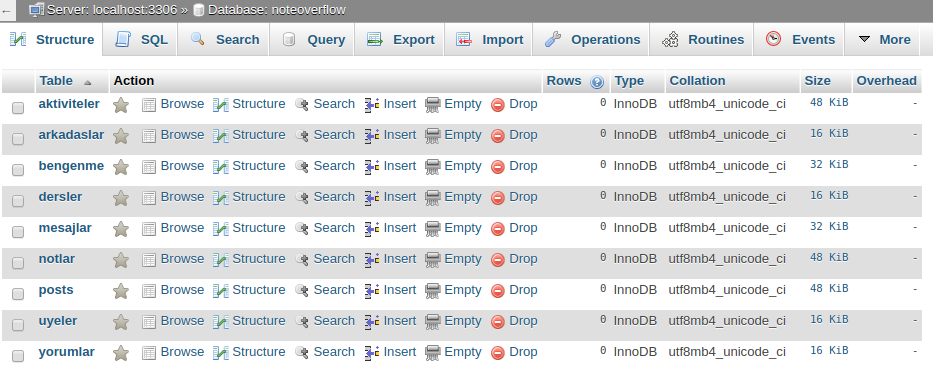 Server: localhost:3306 » Database: noteoverflow
Structure SQL Search Query Export Import Operations Routines Events More
Table Action Rows Type Collation Size Overhead
aktiviteler Browse Structure Search Insert Empty Drop 0 InnoDB utf8mb4_unicode_ci 48 KiB -
arkadaslar Browse Structure Search Insert Empty Drop 0 InnoDB utf8mb4_unicode_ci 16 KiB -
bengenme Browse Structure Search Insert Empty Drop 0 InnoDB utf8mb4_unicode_ci 32 KiB -
dersler Browse Structure Search Insert Empty Drop 0 InnoDB utf8mb4_unicode_ci 16 KiB -
mesajlar Browse Structure Search Insert Empty Drop 0 InnoDB utf8mb4_unicode_ci 32 KiB -
notlar Browse Structure Search Insert Empty Drop 0 InnoDB utf8mb4_unicode_ci 48 KiB -
posts Browse Structure Search Insert Empty Drop 0 InnoDB utf8mb4_unicode_ci 48 KiB -
uyeler Browse Structure Search Insert Empty Drop 0 InnoDB utf8mb4_unicode_ci 16 KiB -
yorumlar Browse Structure Search Insert Empty Drop 0 InnoDB utf8mb4_unicode_ci 16 KiB -